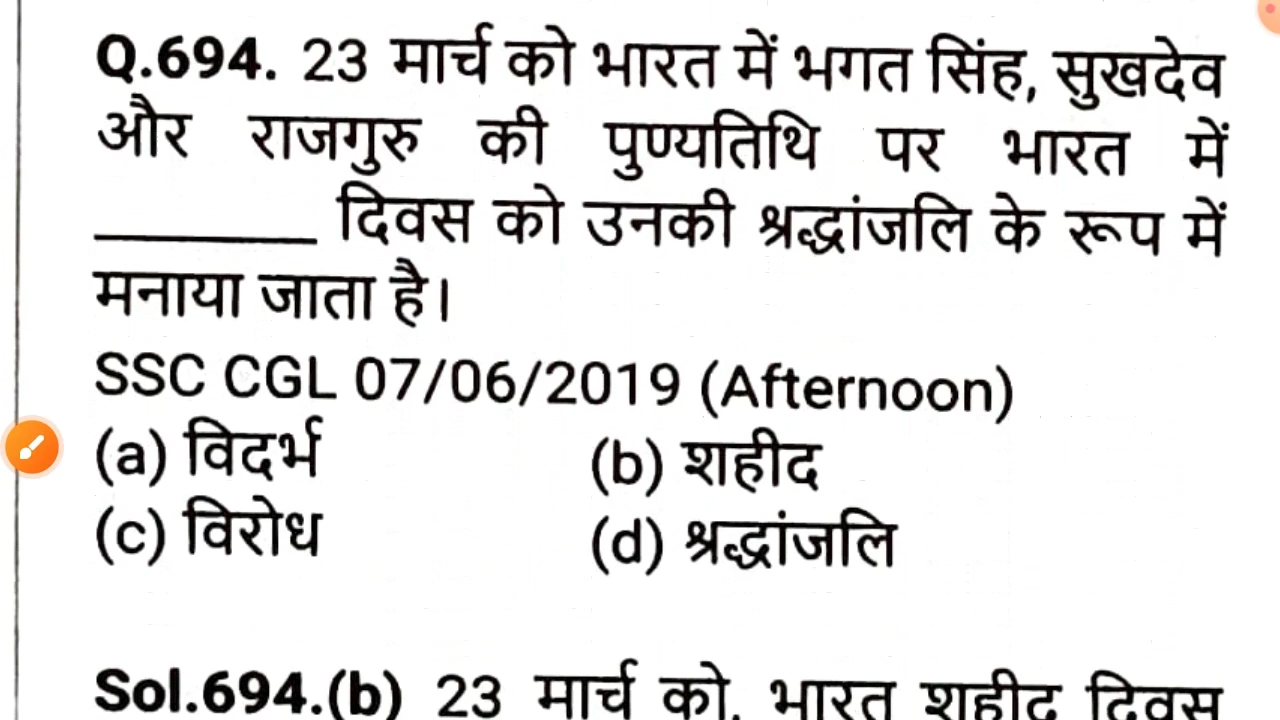 Q.694. 23 मार्च को भारत में भगत सिंह, सुखदेव
और राजगुरु की पुण्यतिथि पर भारत में
________ दिवस को उनकी श्रद्धांजलि के रूप में
मनाया जाता है।
SSC CGL 07/06/2019 (Afternoon)
(a) विदर्भ (b) शहीद
(c) विरोध (d) श्रद्धांजलि
Sol.694.(b) 23 मार्च को, भारत शहीद दिवस